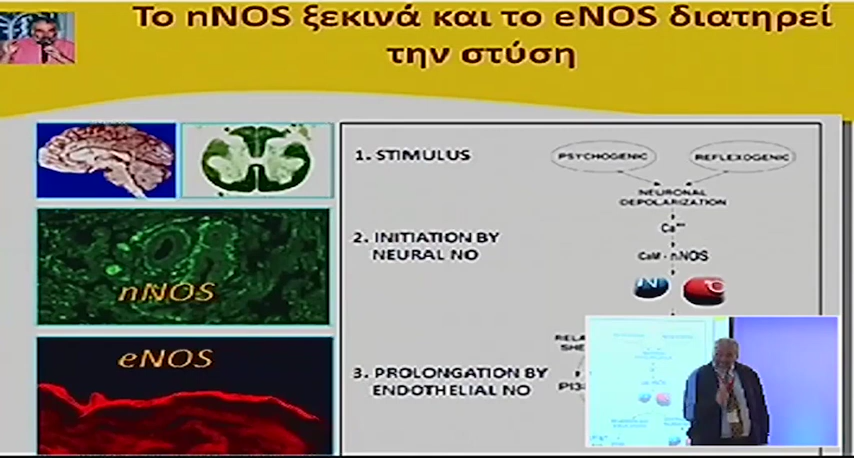 Το nNOS ξεκινά και το eNOS διατηρεί
την στύση
1. STIMULUS
PSYCHOGENIC
REFLEXOGENIC
NEURONAL
DEPOLARIZATION
Ca++
2. INITIATION BY
NEURAL NO
CaM - nNOS
nNOS
N
O
eNOS
3. PROLONGATION BY
ENDOTHELIAL NO